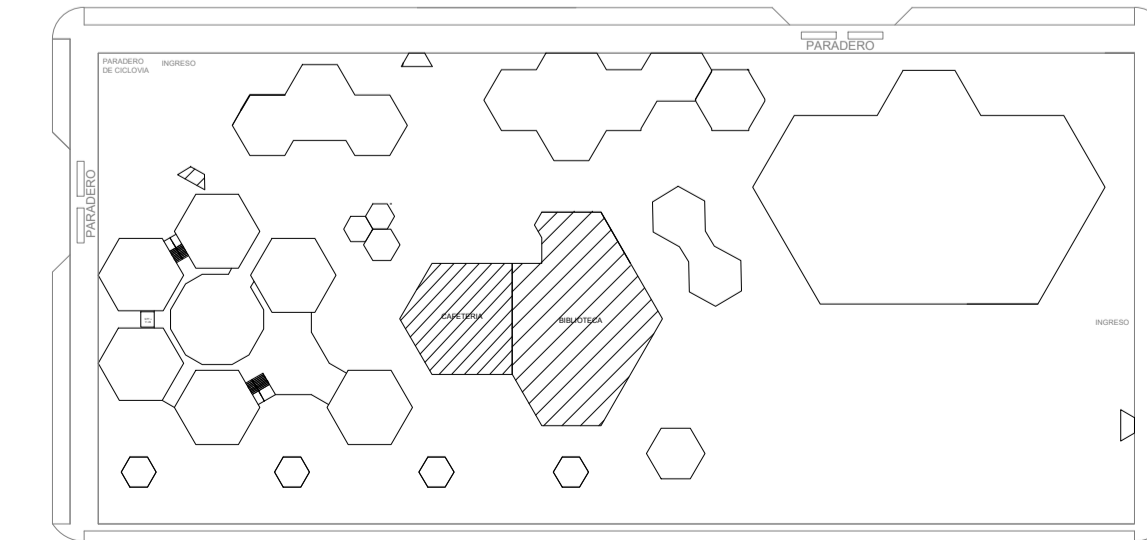 PARADERO
PARADERO
DE CICLOVIA
INGRESO
PARADERO
CAFETERIA
BIBLIOTECA
INGRESO